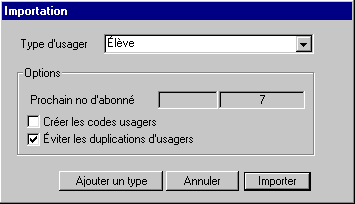 Importation
Type d'usager Élève
Options
Prochain no d'abonné 7
Créer les codes usagers
Éviter les duplications d'usagers
Ajouter un type Annuler Importer